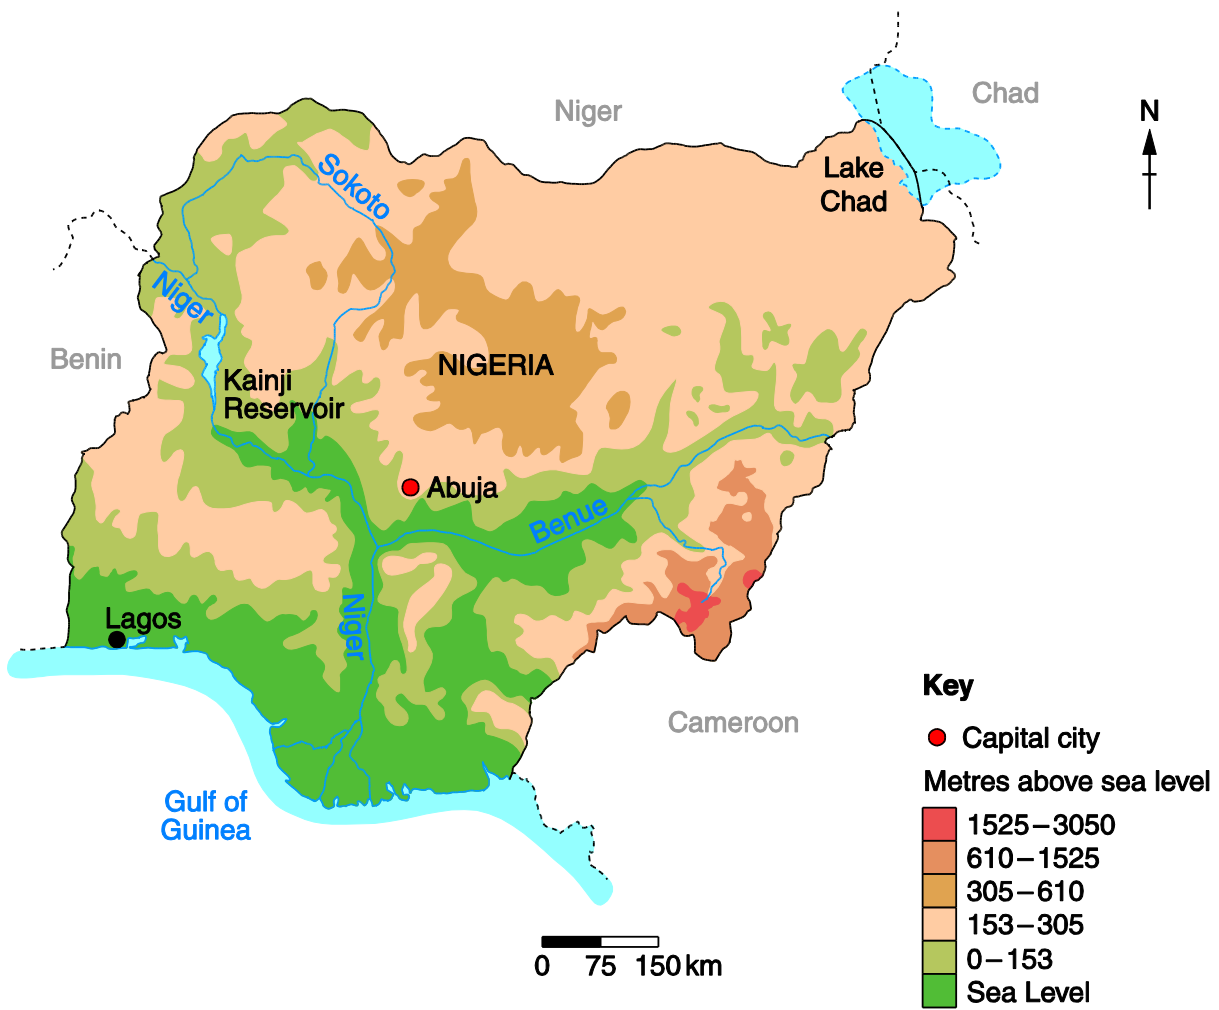 Niger
Chad
N
Lake
Chad
Sokoto
Niger
Benin
NIGERIA
Kainji
Reservoir
Abuja
Benue
Niger
Lagos
Cameroon
Gulf of
Guinea
Key
Capital city
Metres above sea level
1525–3050
610–1525
305–610
153–305
0–153
Sea Level
0 75 150 km